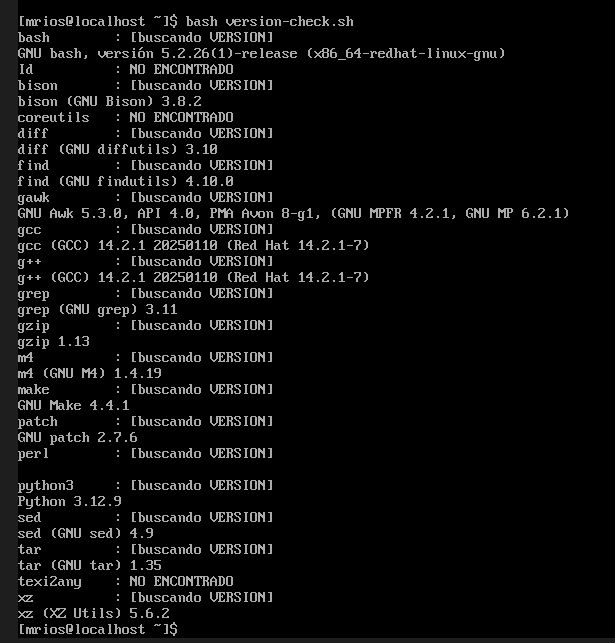 [mrios@localhost ~]$ bash version-check.sh
bash : [buscando VERSION]
GNU bash, versión 5.2.26(1)-release (x86_64-redhat-linux-gnu)
Id : NO ENCONTRADO
bison : [buscando VERSION]
bison (GNU Bison) 3.8.2
coreutils : NO ENCONTRADO
diff : [buscando VERSION]
diff (GNU diffutils) 3.10
find : [buscando VERSION]
find (GNU findutils) 4.10.0
gawk : [buscando VERSION]
GNU Awk 5.3.0, API 4.0, PMA Avon 8-g1, (GNU MPFR 4.2.1, GNU MP 6.2.1)
gcc : [buscando VERSION]
gcc (GCC) 14.2.1 20250110 (Red Hat 14.2.1-7)
g++ : [buscando VERSION]
g++ (GCC) 14.2.1 20250110 (Red Hat 14.2.1-7)
grep : [buscando VERSION]
grep (GNU grep) 3.11
gzip : [buscando VERSION]
gzip 1.13
m4 : [buscando VERSION]
m4 (GNU M4) 1.4.19
make : [buscando VERSION]
GNU Make 4.4.1
patch : [buscando VERSION]
GNU patch 2.7.6
perl : [buscando VERSION]
python3 : [buscando VERSION]
Python 3.12.9
sed : [buscando VERSION]
sed (GNU sed) 4.9
tar : [buscando VERSION]
tar (GNU tar) 1.35
texi2any : NO ENCONTRADO
xz : [buscando VERSION]
xz (XZ Utils) 5.6.2
[mrios@localhost ~]$